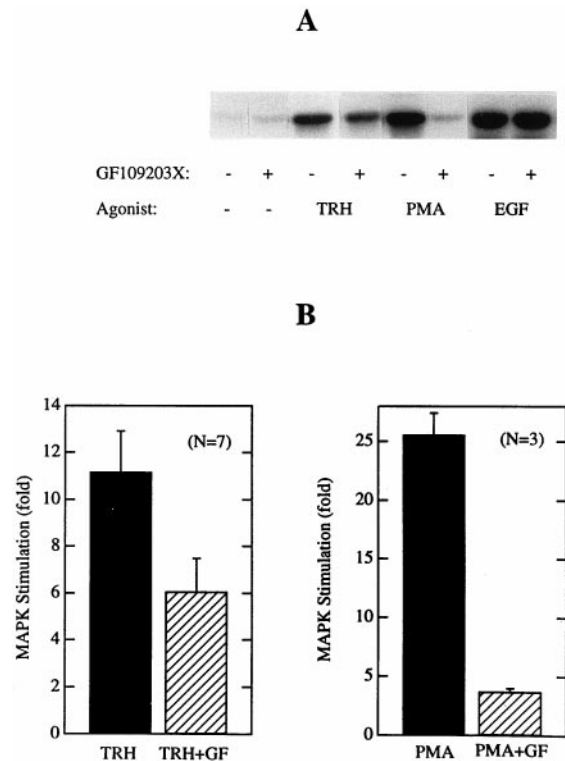 A
GF109203X: - + - + - + - +
Agonist: - - TRH PMA EGF
B
14
12
10
8
6
4
2
0
MAPK Stimulation (fold)
(N=7)
TRH TRH+GF
25
20
15
10
5
0
MAPK Stimulation (fold)
(N=3)
PMA PMA+GF